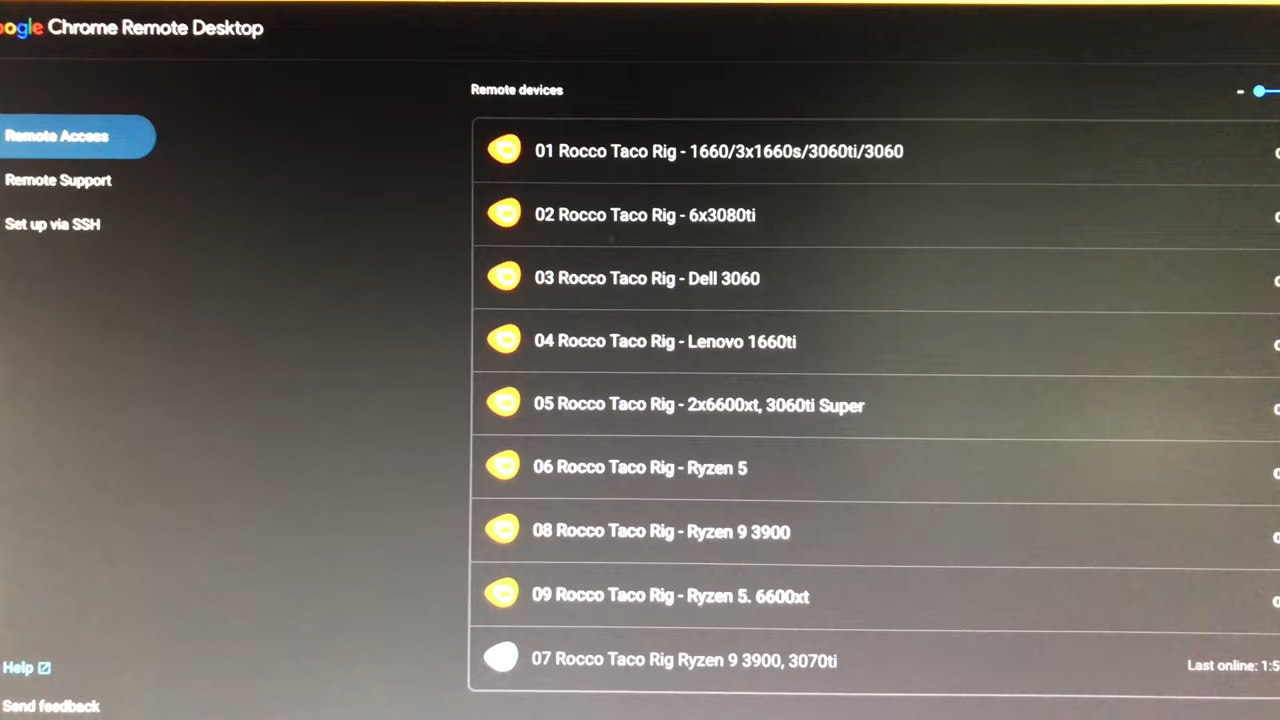 ogle Chrome Remote Desktop
Remote devices
Remote Access
Remote Support
Set up via SSH
01 Rocco Taco Rig - 1660/3x1660s/3060ti/3060
02 Rocco Taco Rig - 6x3080ti
03 Rocco Taco Rig - Dell 3060
04 Rocco Taco Rig - Lenovo 1660ti
05 Rocco Taco Rig - 2x6600xt, 3060ti Super
06 Rocco Taco Rig - Ryzen 5
08 Rocco Taco Rig - Ryzen 9 3900
09 Rocco Taco Rig - Ryzen 5. 6600xt
07 Rocco Taco Rig Ryzen 9 3900, 3070ti
Last online: 1:5
Help
Send feedback